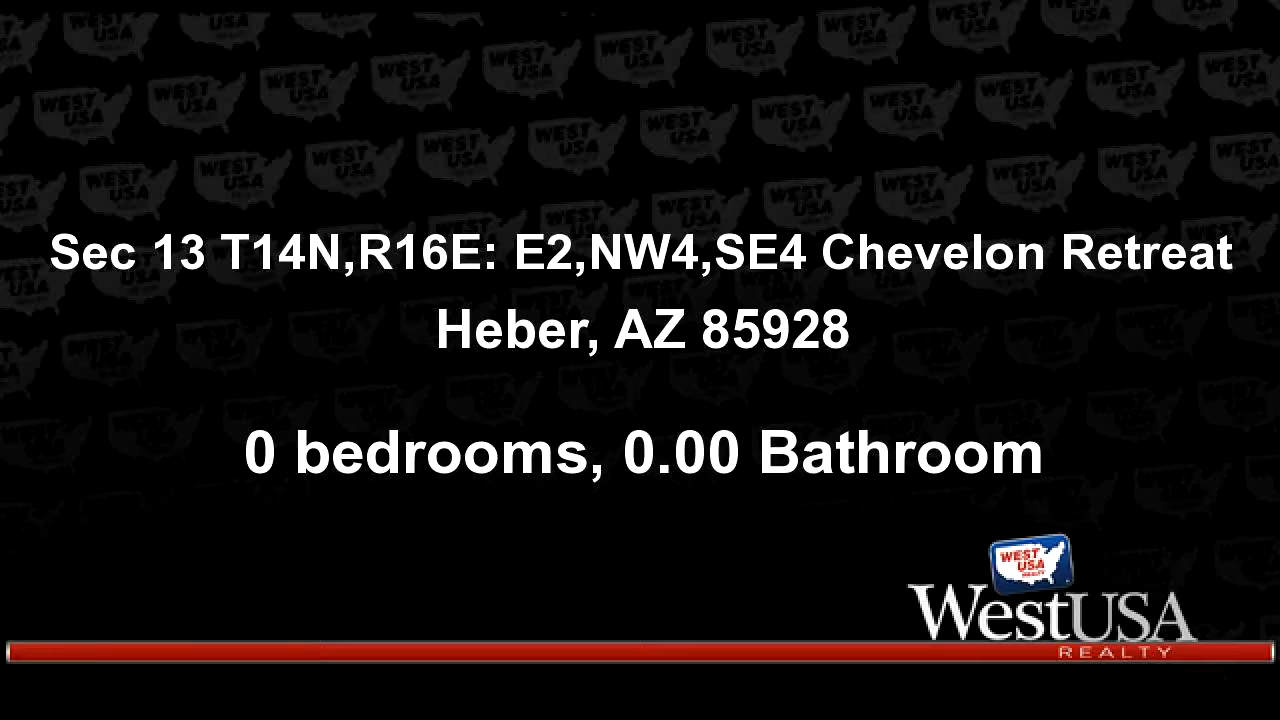 Sec 13 T14N,R16E: E2,NW4,SE4 Chevelon Retreat
Heber, AZ 85928
0 bedrooms, 0.00 Bathroom
WEST
USA
REALTY
WestUSA
REALTY